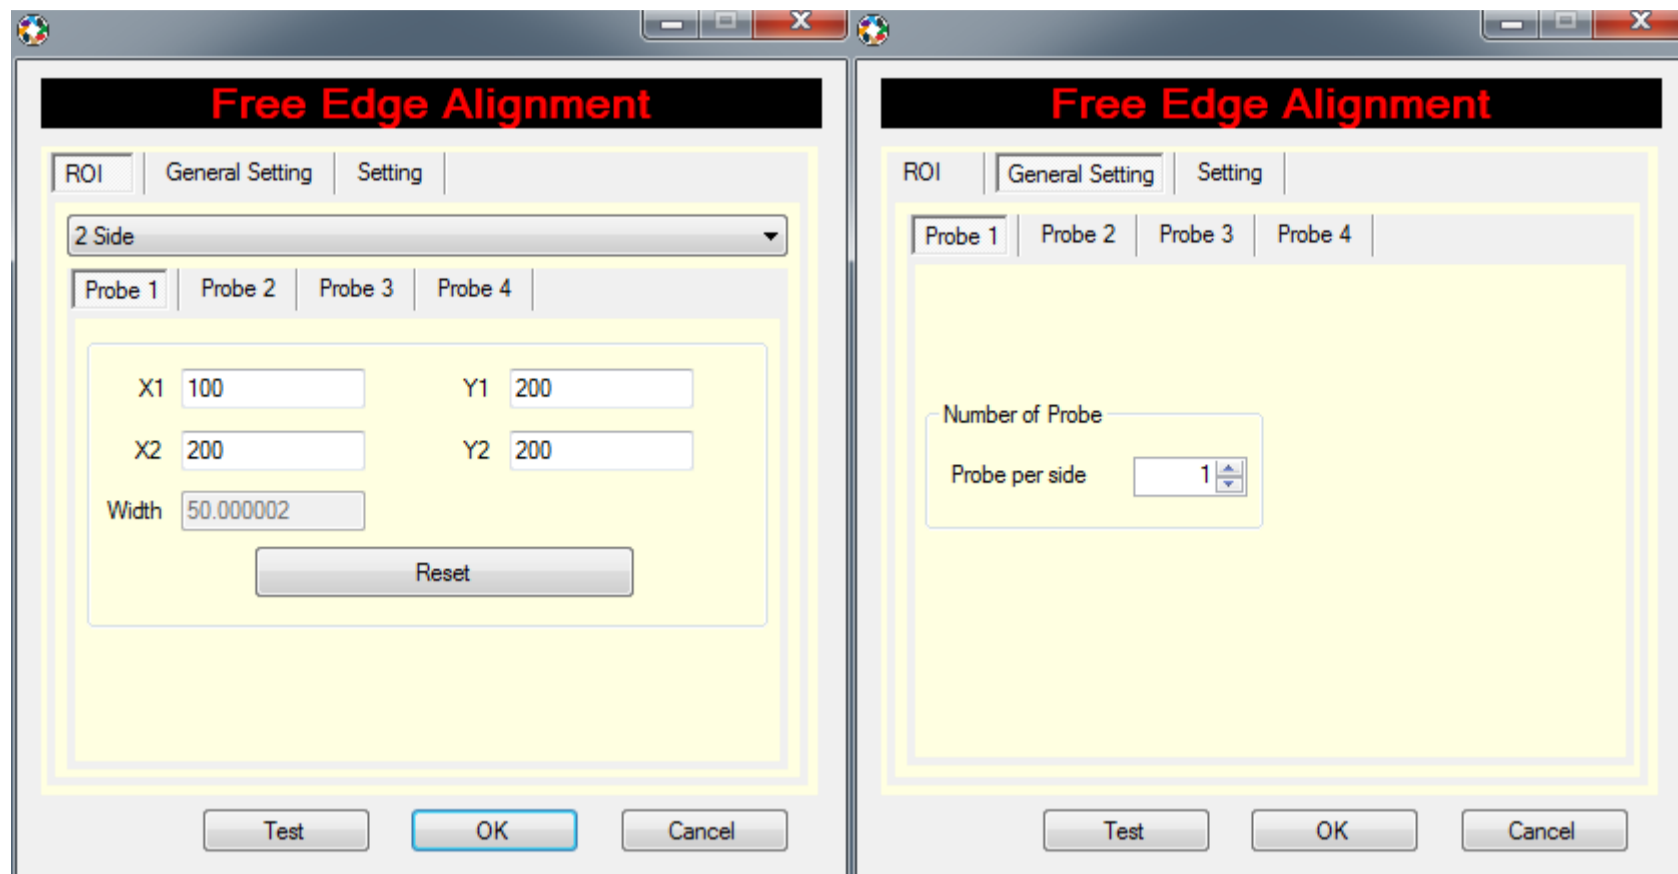 Free Edge Alignment
ROI General Setting Setting
2 Side
Probe 1 Probe 2 Probe 3 Probe 4
X1 100 Y1 200
X2 200 Y2 200
Width 50.000002
Reset
Test OK Cancel
Free Edge Alignment
ROI General Setting Setting
Probe 1 Probe 2 Probe 3 Probe 4
Number of Probe
Probe per side 1
Test OK Cancel